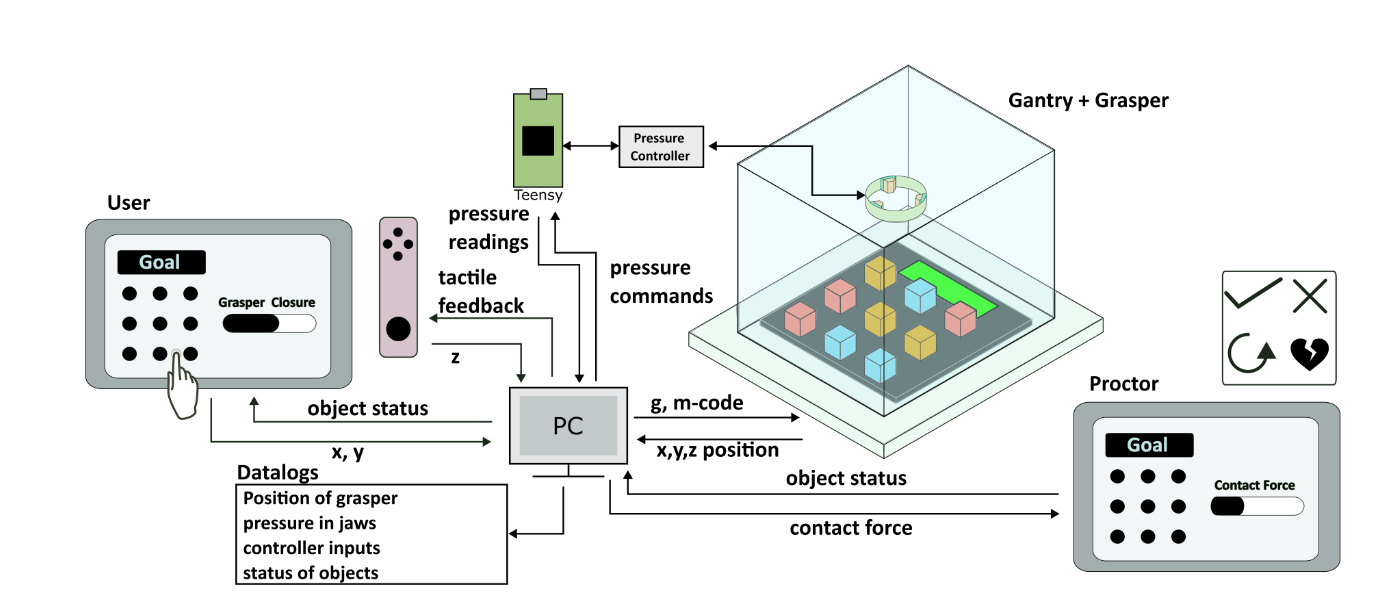 Gantry + Grasper
Pressure
Controller
Teensy
User
Goal
Grasper Closure
pressure
readings
tactile
feedback
z
pressure
commands
PC
object status
x, y
g, m-code
x,y,z position
Datalogs
Position of grasper
pressure in jaws
controller inputs
status of objects
object status
contact force
Proctor
Goal
Contact Force